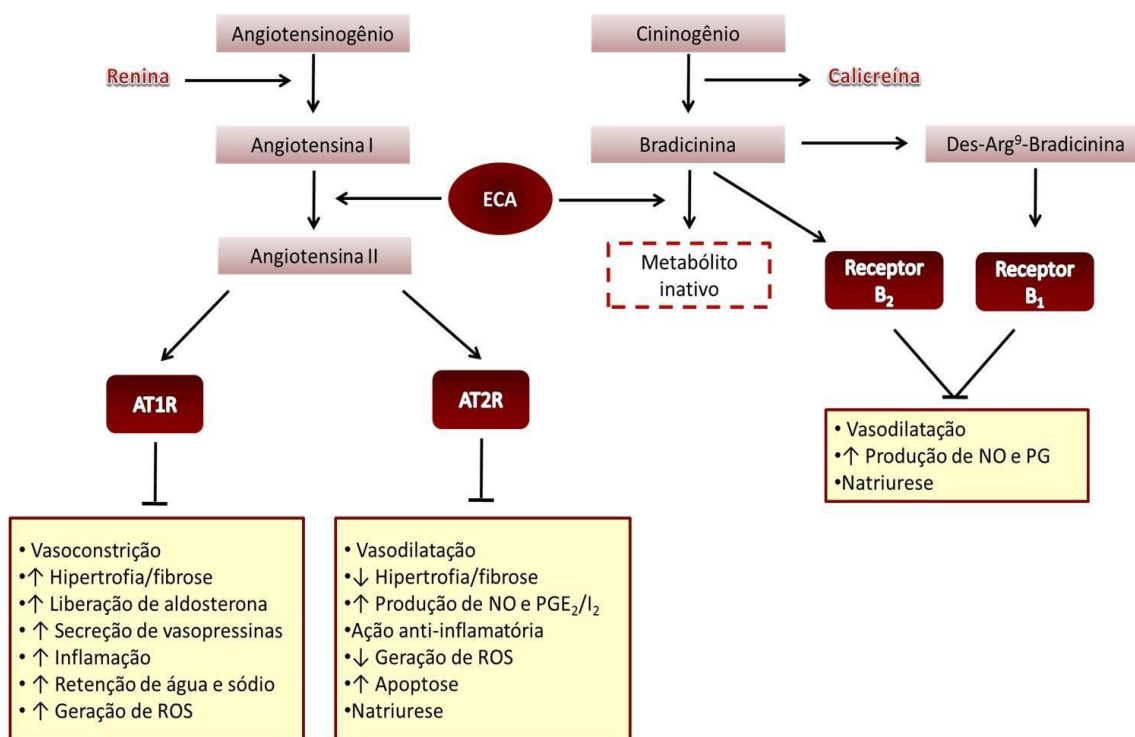 Angiotensinogênio
Cininogênio
Renina
Calicreína
Angiotensina I
Bradicinina
Des-Arg⁹-Bradicinina
ECA
Angiotensina II
Metabólito
inativo
Receptor
B₂
Receptor
B₁
AT1R
AT2R
• Vasodilatação
•↑ Produção de NO e PG
•Natriurese
• Vasoconstrição
•↑ Hipertrofia/fibrose
•↑ Liberação de aldosterona
•↑ Secreção de vasopressinas
•↑ Inflamação
•↑ Retenção de água e sódio
•↑ Geração de ROS
• Vasodilatação
•↓ Hipertrofia/fibrose
•↑ Produção de NO e PGE₂/I₂
•Ação anti-inflamatória
•↓ Geração de ROS
•↑ Apoptose
•Natriurese